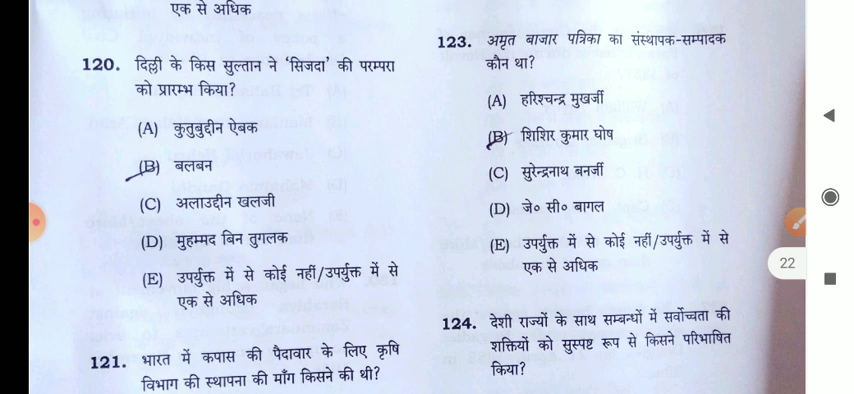 एक से अधिक
120. दिल्ली के किस सुल्तान ने ‘सिजदा’ की परम्परा
को प्रारम्भ किया?
(A) कुतुबुद्दीन ऐबक
(B) बलबन
(C) अलाउद्दीन खलजी
(D) मुहम्मद बिन तुगलक
(E) उपर्युक्त में से कोई नहीं/उपर्युक्त में से
एक से अधिक
121. भारत में कपास की पैदावार के लिए कृषि
विभाग की स्थापना की माँग किसने की थी?
123. अमृत बाजार पत्रिका का संस्थापक-सम्पादक
कौन था?
(A) हरिश्चन्द्र मुखर्जी
(B) शिशिर कुमार घोष
(C) सुरेन्द्रनाथ बनर्जी
(D) जे० सी० बागल
(E) उपर्युक्त में से कोई नहीं/उपर्युक्त में से
एक से अधिक
124. देशी राज्यों के साथ सम्बन्धों में सर्वोच्चता की
शक्तियों को सुस्पष्ट रूप से किसने परिभाषित
किया?
22